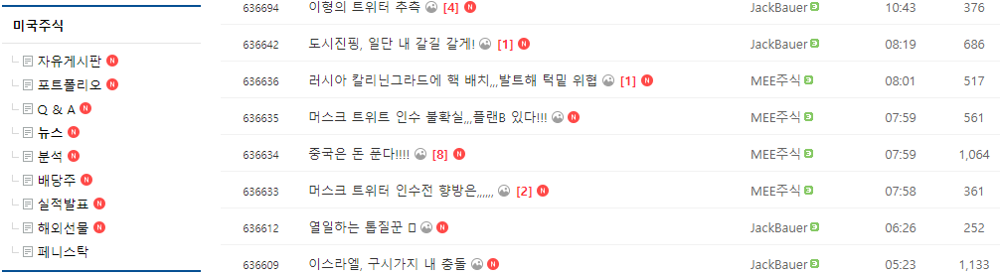 미국주식
자유게시판 N
포트폴리오 N
Q & A N
뉴스 N
분석 N
배당주 N
실적발표 N
해외선물 N
페니스탁
636694 이형의 트위터 추측 [4] N JackBauer 10:43 376
636642 도시진핑, 일단 내 갈길 갈게! [1] N JackBauer 08:19 686
636636 러시아 칼리닌그라드에 핵 배치,,,발트해 턱밑 위협 [1] N MEE주식 08:01 517
636635 머스크 트위트 인수 불확실,,,플랜B 있다!!! N MEE주식 07:59 561
636634 중국은 돈 푼다!!!! [8] N MEE주식 07:59 1,064
636633 머스크 트위터 인수전 향방은,,,,,, [2] N MEE주식 07:58 361
636612 열일하는 톱질꾼 N JackBauer 06:26 252
636609 이스라엘, 구시가지 내 충돌 N JackBauer 05:23 1,133